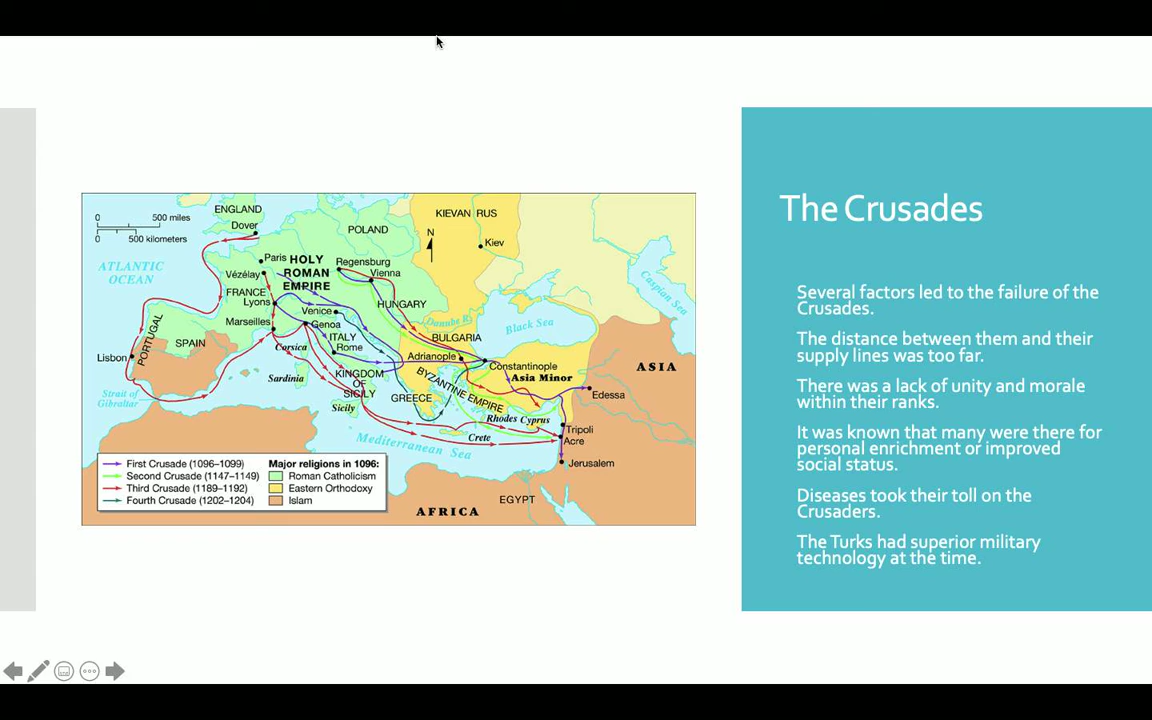 The Crusades
Several factors led to the failure of the
Crusades.
The distance between them and their
supply lines was too far.
There was a lack of unity and morale
within their ranks.
It was known that many were there for
personal enrichment or improved
social status.
Diseases took their toll on the
Crusaders.
The Turks had superior military
technology at the time.
0 500 miles
0 500 kilometers
ENGLAND
Dover
ATLANTIC
OCEAN
Paris
HOLY
ROMAN
EMPIRE
POLAND
KIEVAN RUS
N
Kiev
Regensburg
Vienna
Vézélay
FRANCE
Lyons
HUNGARY
Venice
Marseilles
Genoa
Danube R.
Black Sea
Caspian Sea
PORTUGAL
SPAIN
Corsica
ITALY
Rome
BULGARIA
Lisbon
Adrianople
Constantinople
ASIA
Sardinia
KINGDOM
OF
SICILY
Sicily
BYZANTINE EMPIRE
Asia Minor
Edessa
Strait of
Gibraltar
GREECE
Rhodes
Cyprus
Crete
Tripoli
Acre
Mediterranean Sea
Jerusalem
EGYPT
AFRICA
First Crusade (1096–1099)
Second Crusade (1147–1149)
Third Crusade (1189–1192)
Fourth Crusade (1202–1204)
Major religions in 1096:
Roman Catholicism
Eastern Orthodoxy
Islam